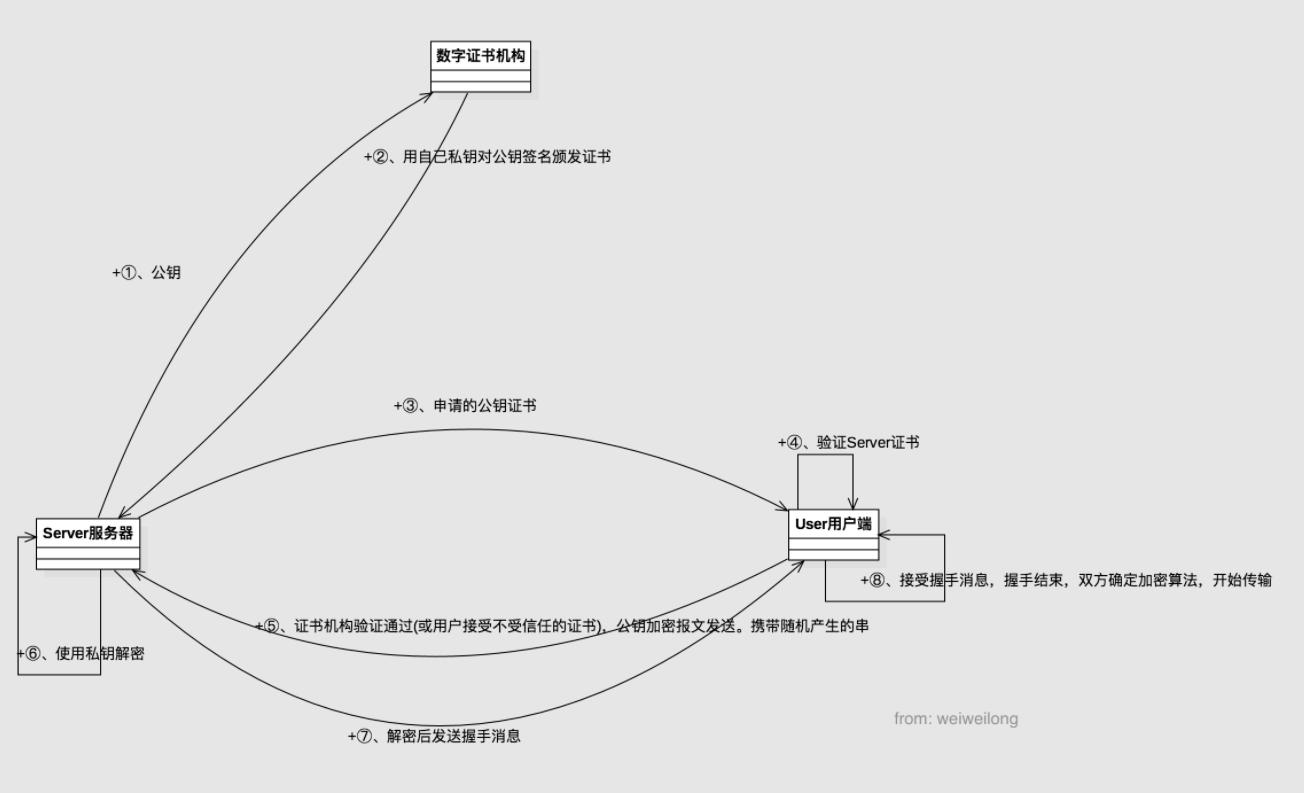 数字证书机构
+②、用自己私钥对公钥签名颁发证书
+①、公钥
+③、申请的公钥证书
+④、验证Server证书
Server服务器
User用户端
+⑧、接受握手消息，握手结束，双方确定加密算法，开始传输
+⑤、证书机构验证通过(或用户接受不受信任的证书)，公钥加密报文发送。携带随机产生的串
+⑥、使用私钥解密
from: weiweilong
+⑦、解密后发送握手消息